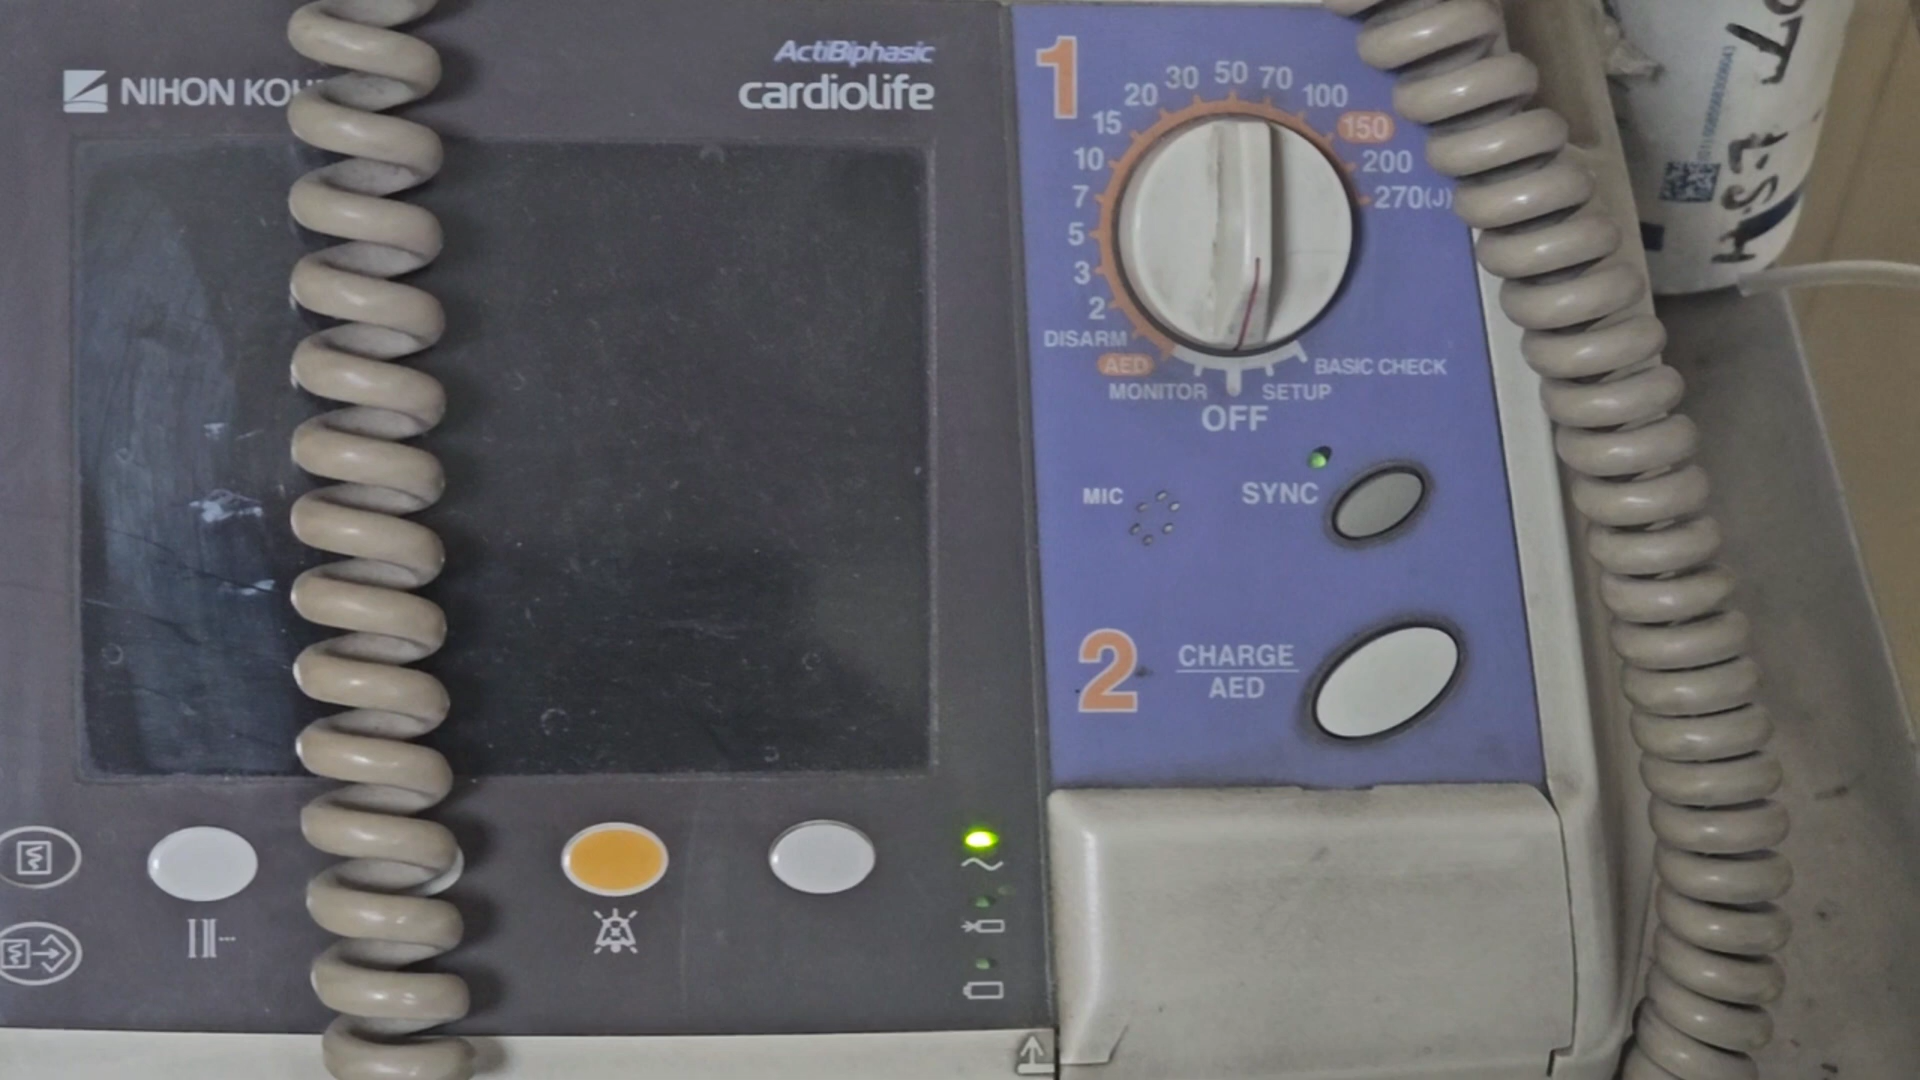 NIHON KOH
ActiBiphasic
cardiolife
1
2
3
5
7
10
15
20
30
50
70
100
150
200
270(J)
DISARM
AED
MONITOR
OFF
SETUP
BASIC CHECK
MIC
SYNC
2
CHARGE
AED